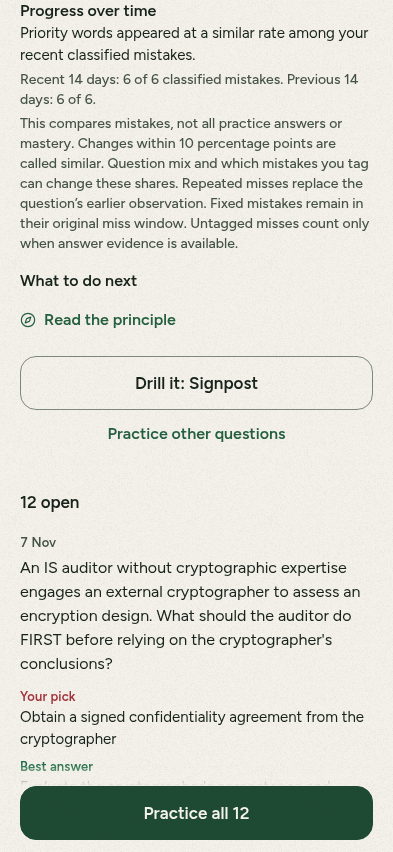 Progress over time
Priority words appeared at a similar rate among your
recent classified mistakes.
Recent 14 days: 6 of 6 classified mistakes. Previous 14
days: 6 of 6.
This compares mistakes, not all practice answers or
mastery. Changes within 10 percentage points are
called similar. Question mix and which mistakes you tag
can change these shares. Repeated misses replace the
question's earlier observation. Fixed mistakes remain in
their original miss window. Untagged misses count only
when answer evidence is available.
What to do next
Read the principle
Drill it: Signpost
Practice other questions
12 open
7 Nov
An IS auditor without cryptographic expertise
engages an external cryptographer to assess an
encryption design. What should the auditor do
FIRST before relying on the cryptographer's
conclusions?
Your pick
Obtain a signed confidentiality agreement from the
cryptographer
Best answer
Practice all 12